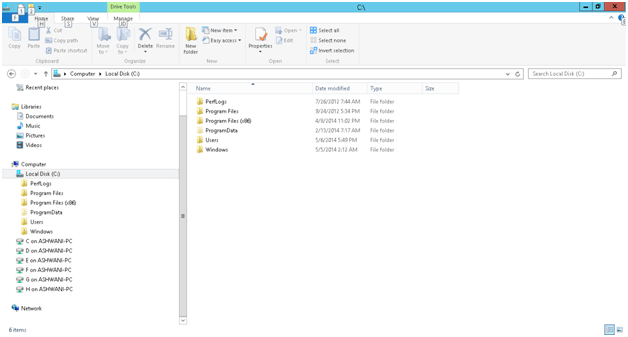 Drive Tools
C:\
F
1
2
Home Share View Manage
H S V JD
Copy Paste
Cut
Copy path
Paste shortcut
Clipboard
Move to
Copy to
Delete Rename
Organize
New folder
New item
Easy access
New
Properties
Open
Edit
Open
Select all
Select none
Invert selection
Select
Computer Local Disk (C:)
Search Local Disk (C:)
Recent places
Libraries
Documents
Music
Pictures
Videos
Computer
Local Disk (C:)
PerfLogs
Program Files
Program Files (x86)
ProgramData
Users
Windows
C on ASHWANI-PC
D on ASHWANI-PC
E on ASHWANI-PC
F on ASHWANI-PC
G on ASHWANI-PC
H on ASHWANI-PC
Network
Name Date modified Type Size
PerfLogs 7/26/2012 7:44 AM File folder
Program Files 9/24/2012 5:34 PM File folder
Program Files (x86) 4/8/2014 11:02 PM File folder
ProgramData 2/13/2014 7:17 AM File folder
Users 5/6/2014 5:49 PM File folder
Windows 5/5/2014 3:12 AM File folder
6 items